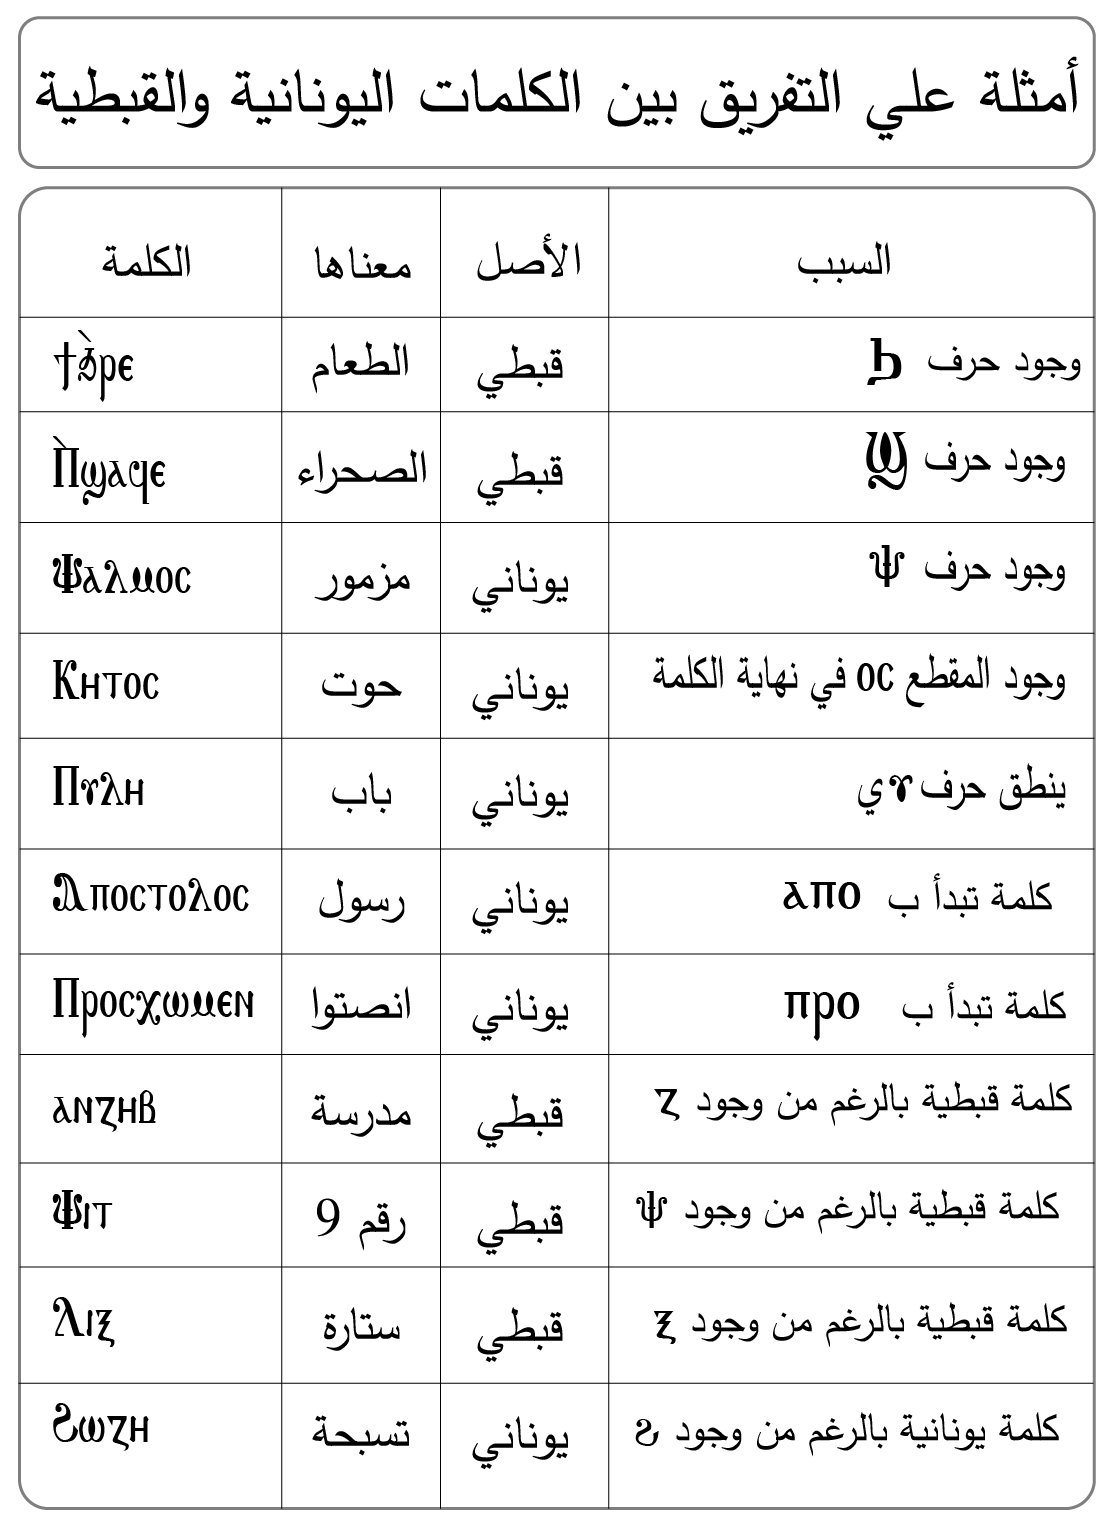 أمثلة علي التفريق بين الكلمات اليونانية والقبطية
الكلمة معناها الأصل السبب
ϯϧ̀ⲣⲉ الطعام قبطي وجود حرف Ϧ
Ⲡ̀ϣⲁϥⲉ الصحراء قبطي وجود حرف Ϣ
Ⲯⲁⲗⲙⲟⲥ مزمور يوناني وجود حرف ⲯ
Ⲕⲏⲧⲟⲥ حوت يوناني وجود المقطع ⲟⲥ في نهاية الكلمة
Ⲡⲩⲗⲏ باب يوناني ينطق حرف ⲩ ي
Ⲁⲡⲟⲥⲧⲟⲗⲟⲥ رسول يوناني كلمة تبدأ ب ⲁⲡⲟ
Ⲡⲣⲟⲥⲭⲱⲙⲉⲛ انصتوا يوناني كلمة تبدأ ب ⲡⲣⲟ
ⲁⲛⲍⲏⲃ مدرسة قبطي كلمة قبطية بالرغم من وجود ⲍ
Ⲯⲓⲧ رقم 9 قبطي كلمة قبطية بالرغم من وجود ⲯ
Ⲗⲓⲝ ستارة قبطي كلمة قبطية بالرغم من وجود ⲝ
Ϩⲱⲍⲏ تسبحة يوناني كلمة يونانية بالرغم من وجود ϩ